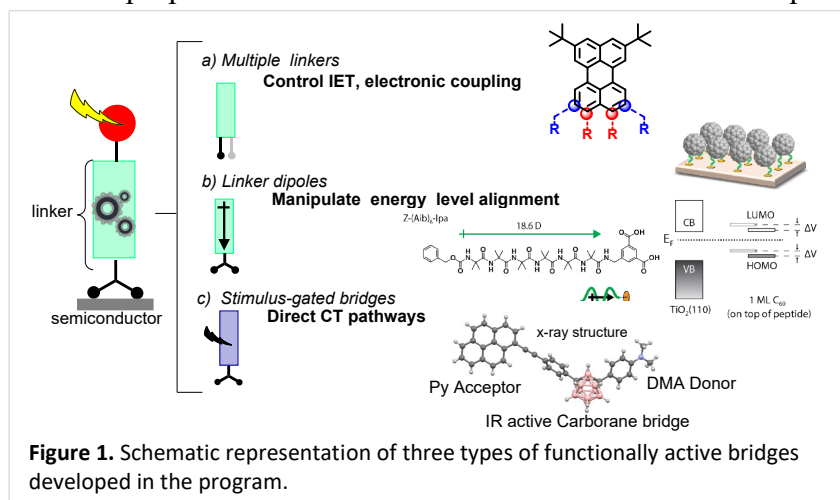 a) Multiple linkers
Control IET, electronic coupling
R R R R
linker
b) Linker dipoles
Manipulate energy level alignment
Z-(Aib)6-Ipa
18.6 D
CB
LUMO
ΔV
EF
VB
HOMO
ΔV
TiO2(110)
1 ML C60
(on top of peptide)
O
O
H
N
O
H
N
O
H
N
OH
O
OH
semiconductor
c) Stimulus-gated bridges
Direct CT pathways
x-ray structure
Py Acceptor
DMA Donor
IR active Carborane bridge
Figure 1. Schematic representation of three types of functionally active bridges
developed in the program.